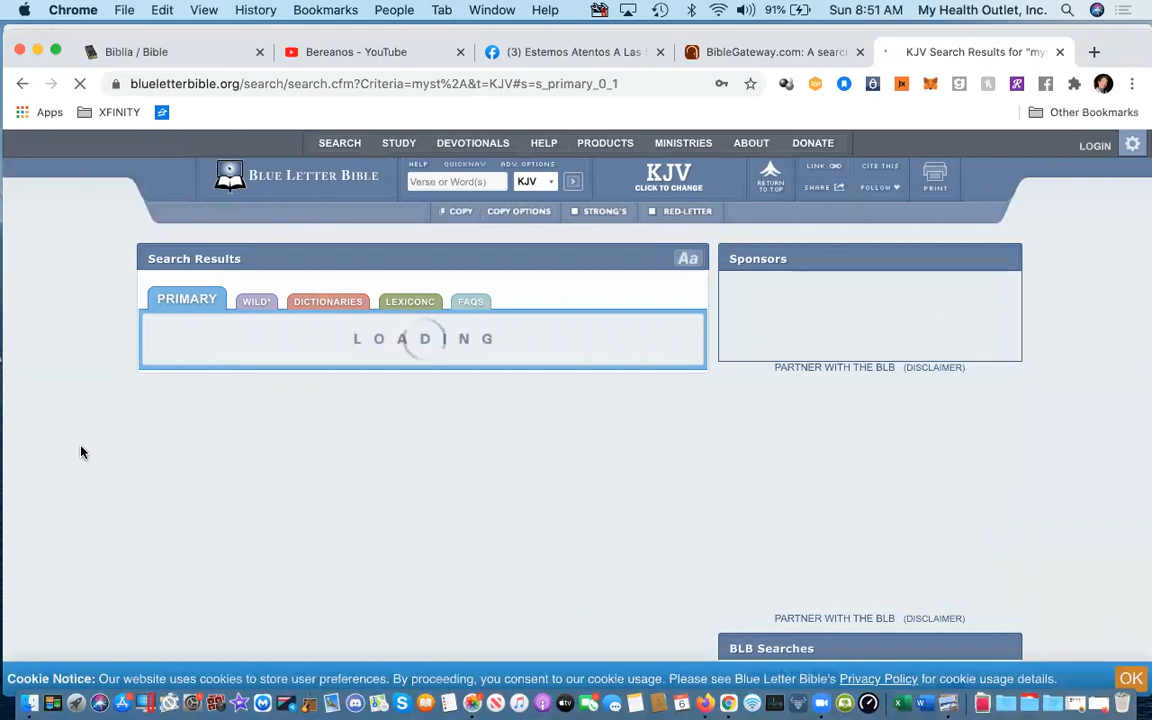 Chrome File Edit View History Bookmarks People Tab Window Help 91% Sun 8:51 AM My Health Outlet, Inc.
Biblia / Bible × Bereanos - YouTube × (3) Estemos Atentos A Las × BibleGateway.com: A searc × KJV Search Results for "my × +
blueletterbible.org/search/search.cfm?Criteria=myst%2A&t=KJV#s=s_primary_0_1
Apps XFINITY Other Bookmarks
SEARCH STUDY DEVOTIONALS HELP PRODUCTS MINISTRIES ABOUT DONATE LOGIN
BLUE LETTER BIBLE
HELP QUICKNAV ADV. OPTIONS
Verse or Word(s) KJV
KJV
CLICK TO CHANGE
RETURN TO TOP
LINK CITE THIS
SHARE FOLLOW
PRINT
COPY COPY OPTIONS STRONG'S RED-LETTER
Search Results Aa
PRIMARY WILD* DICTIONARIES LEXICONC FAQS
LOADING
Sponsors
PARTNER WITH THE BLB (DISCLAIMER)
PARTNER WITH THE BLB (DISCLAIMER)
BLB Searches
Cookie Notice: Our website uses cookies to store user preferences. By proceeding, you consent to our cookie usage. Please see Blue Letter Bible's Privacy Policy for cookie usage details. OK